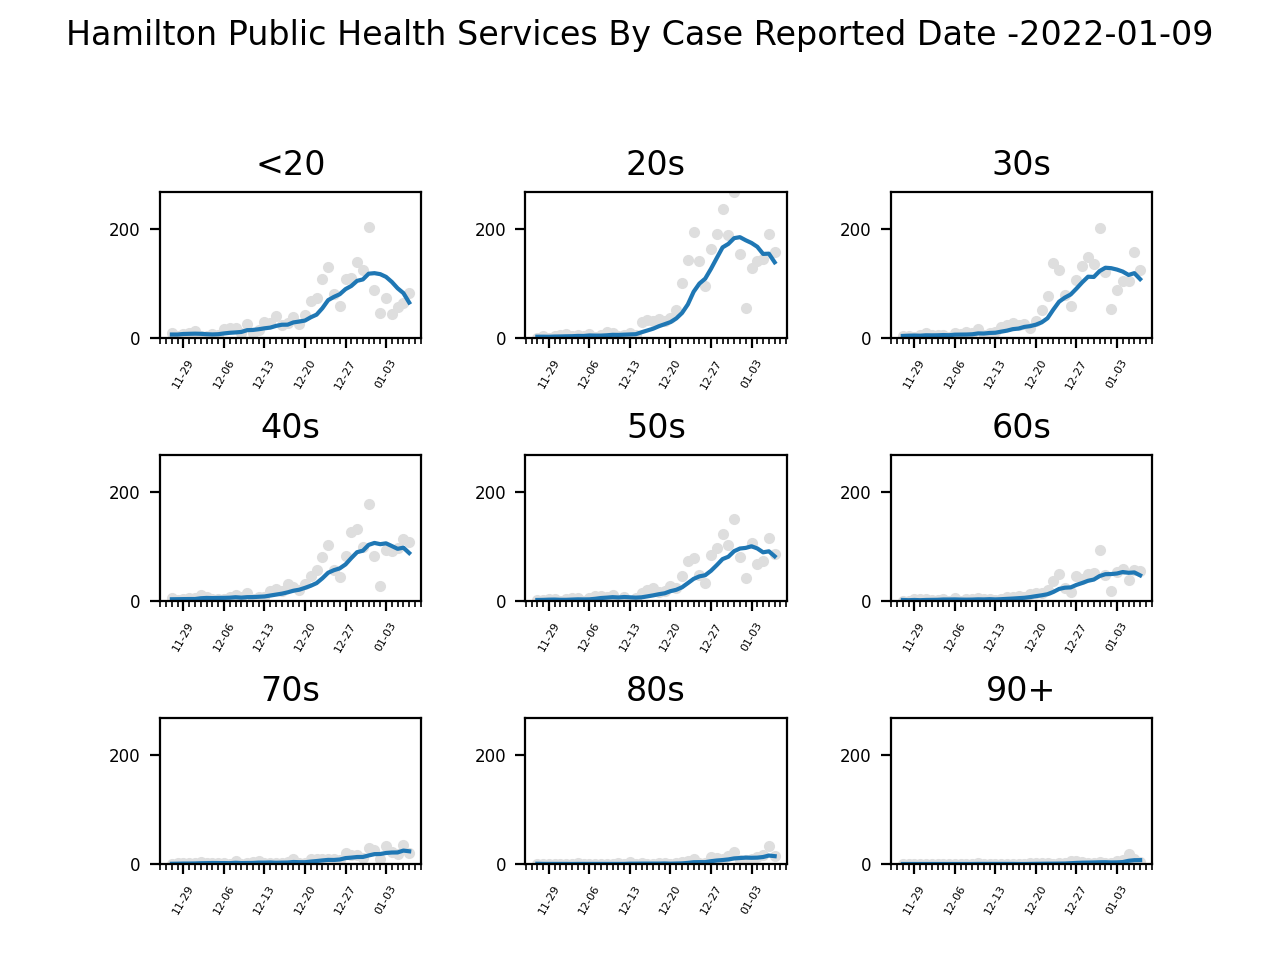 Hamilton Public Health Services By Case Reported Date -2022-01-09
<20 20s 30s
200 200 200
0 0 0
11-29 12-06 12-13 12-20 12-27 01-03 11-29 12-06 12-13 12-20 12-27 01-03 11-29 12-06 12-13 12-20 12-27 01-03
40s 50s 60s
200 200 200
0 0 0
11-29 12-06 12-13 12-20 12-27 01-03 11-29 12-06 12-13 12-20 12-27 01-03 11-29 12-06 12-13 12-20 12-27 01-03
70s 80s 90+
200 200 200
0 0 0
11-29 12-06 12-13 12-20 12-27 01-03 11-29 12-06 12-13 12-20 12-27 01-03 11-29 12-06 12-13 12-20 12-27 01-03